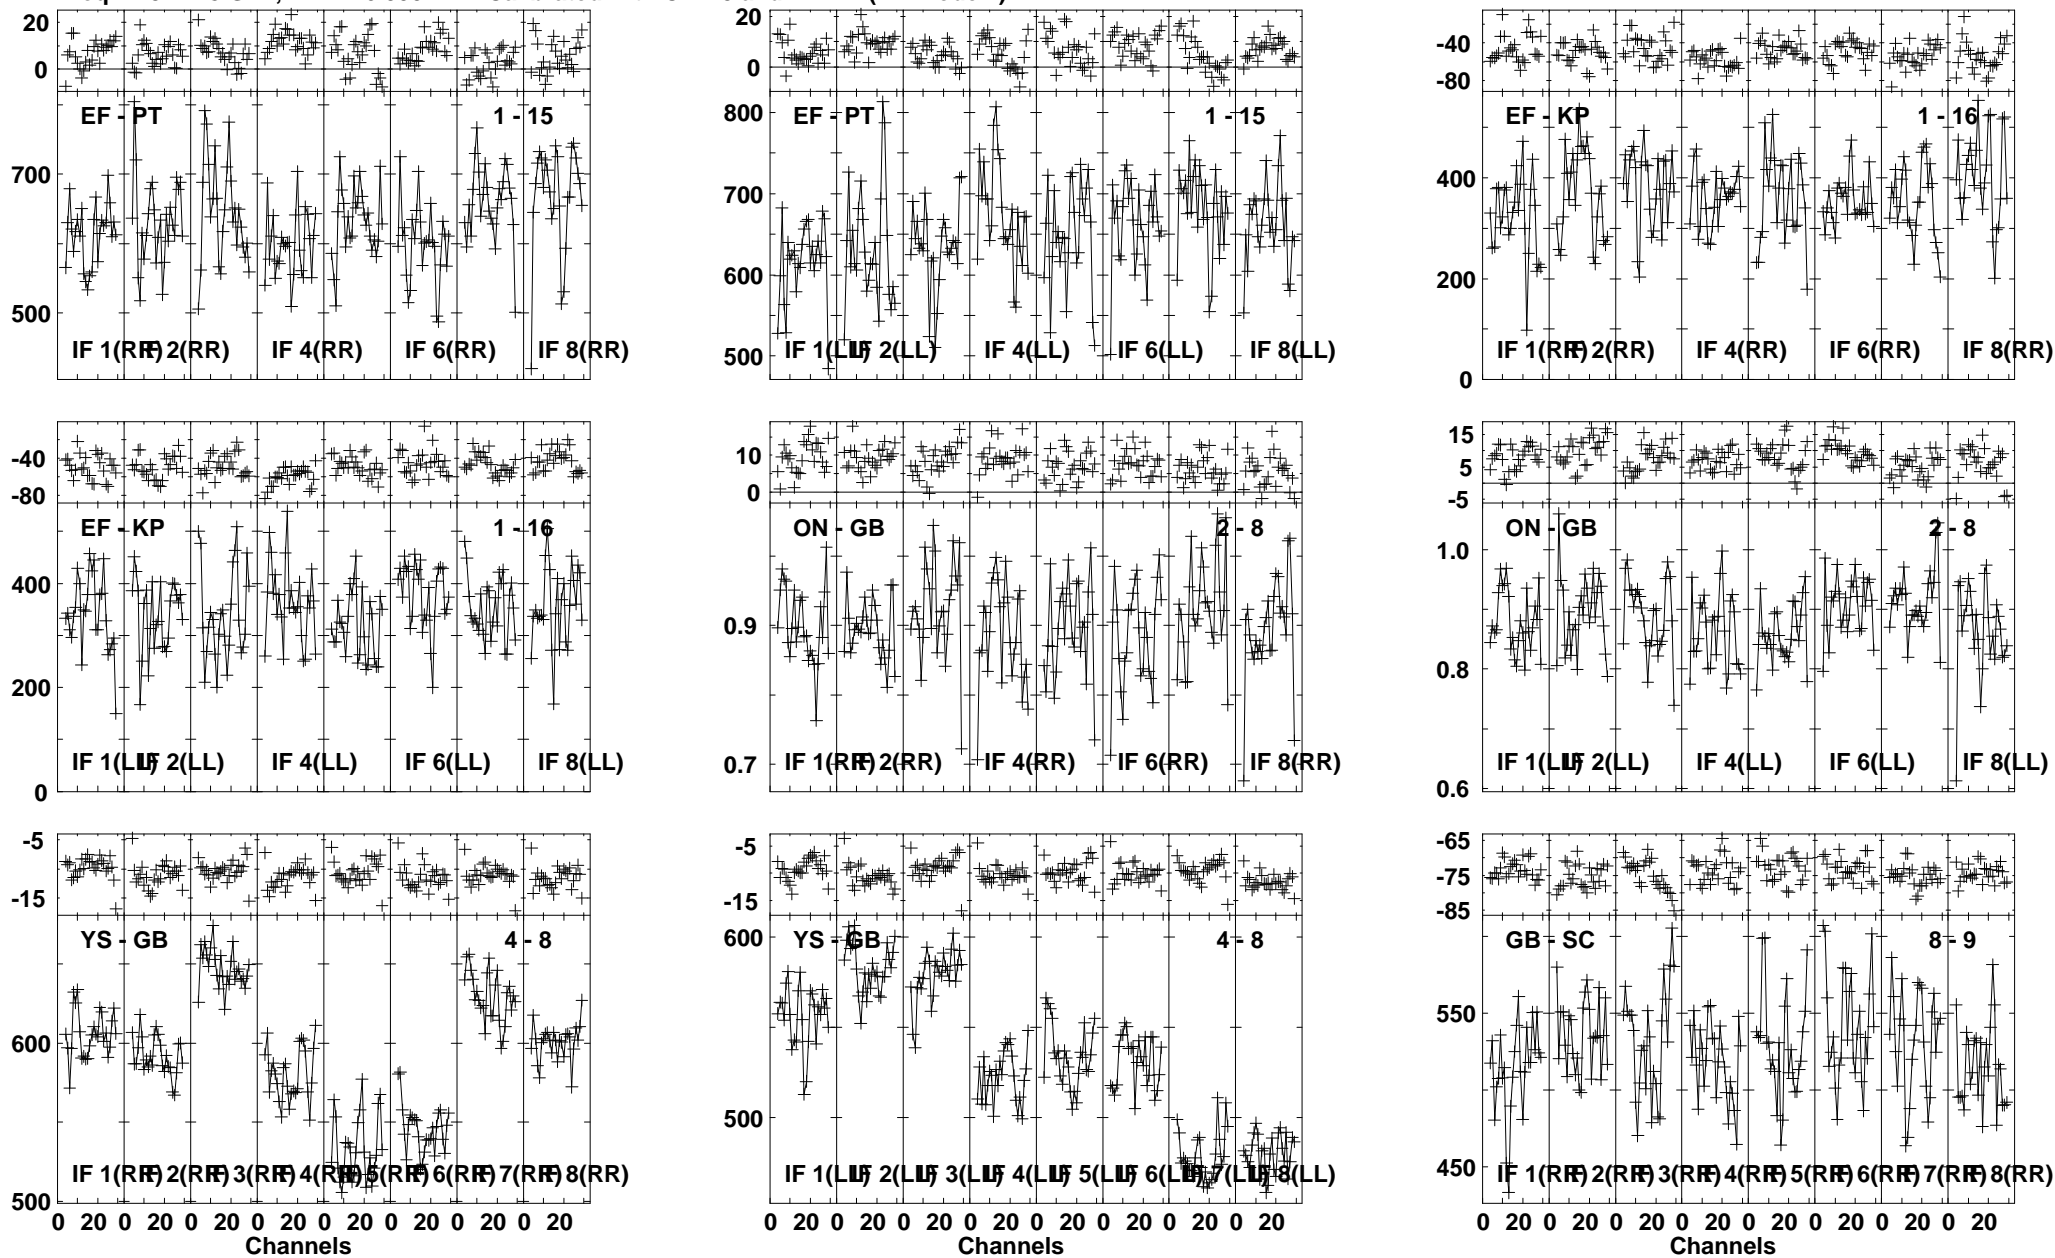 20
0
EF - PT 1 - 15
700
500
IF 1(RR) IF 2(RR) IF 4(RR) IF 6(RR) IF 8(RR)
20
0
800 EF - PT 1 - 15
700
600
500
IF 1(LL) IF 2(LL) IF 4(LL) IF 6(LL) IF 8(LL)
-40
-80
EF - KP 1 - 16
400
200
0
IF 1(RR) IF 2(RR) IF 4(RR) IF 6(RR) IF 8(RR)
-40
-80
EF - KP 1 - 16
400
200
0
IF 1(LL) IF 2(LL) IF 4(LL) IF 6(LL) IF 8(LL)
10
0
ON - GB 2 - 8
0.9
0.7
IF 1(RR) IF 2(RR) IF 4(RR) IF 6(RR) IF 8(RR)
15
5
-5
ON - GB 2 - 8
1.0
0.8
0.6
IF 1(LL) IF 2(LL) IF 4(LL) IF 6(LL) IF 8(LL)
-5
-15
YS - GB 4 - 8
600
500
IF 1(RR) IF 2(RR) IF 3(RR) IF 4(RR) IF 5(RR) IF 6(RR) IF 7(RR) IF 8(RR)
0 20 0 20 0 20 0 20 0 20 0 20 0 20 0 20
Channels
-5
-15
600 YS - GB 4 - 8
500
IF 1(LL) IF 2(LL) IF 3(LL) IF 4(LL) IF 5(LL) IF 6(LL) IF 7(LL) IF 8(LL)
0 20 0 20 0 20 0 20 0 20 0 20 0 20 0 20
Channels
-65
-75
-85
GB - SC 8 - 9
550
450
IF 1(RR) IF 2(RR) IF 3(RR) IF 4(RR) IF 5(RR) IF 6(RR) IF 7(RR) IF 8(RR)
0 20 0 20 0 20 0 20 0 20 0 20 0 20 0 20
Channels